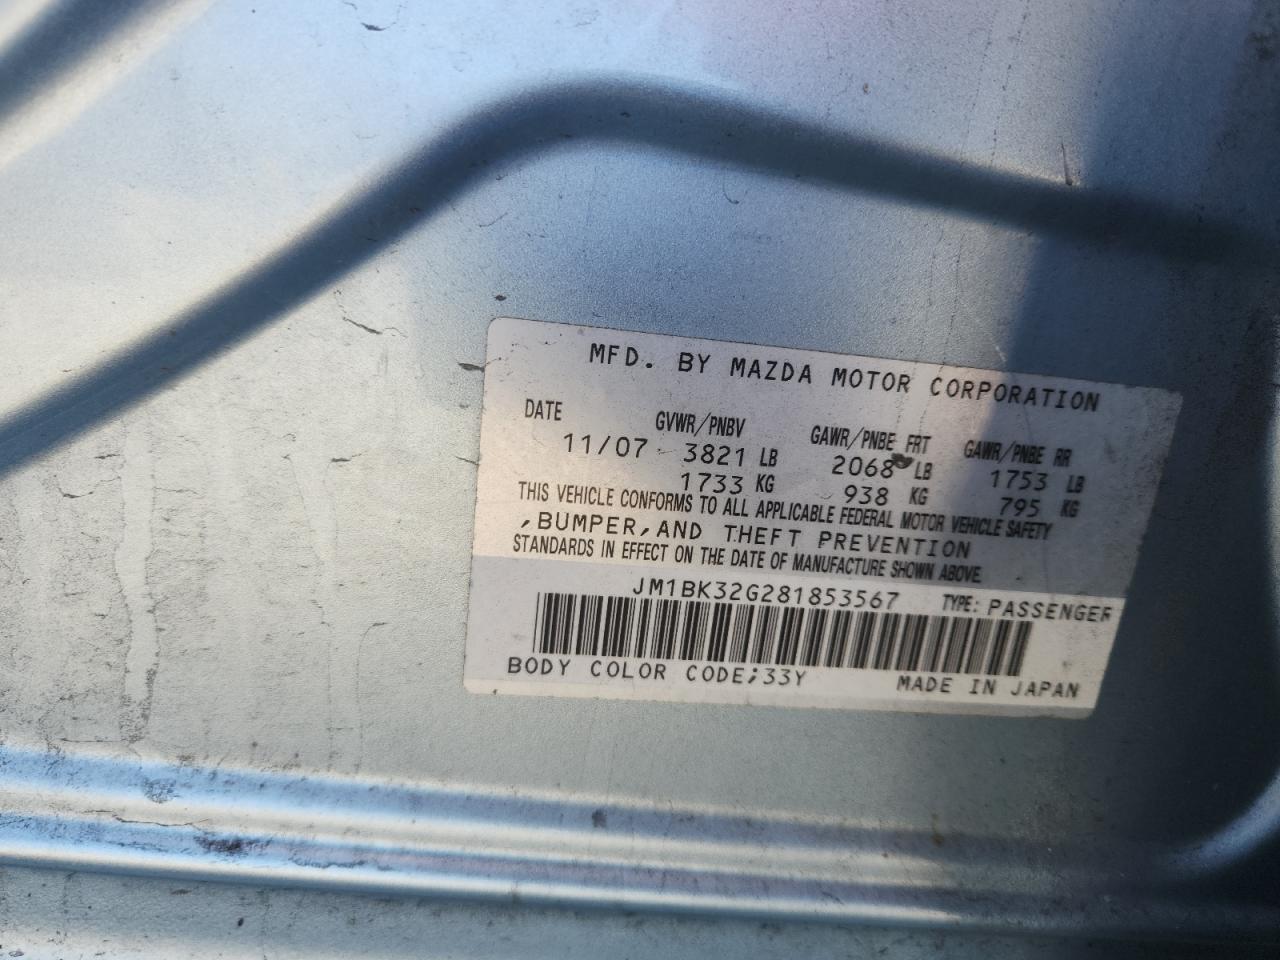 MFD. BY MAZDA MOTOR CORPORATION
DATE GVWR/PNBV GAWR/PNBE FRT GAWR/PNBE RR
11/07 3821 LB 2068 LB 1753 LB
1733 KG 938 KG 795 KG
THIS VEHICLE CONFORMS TO ALL APPLICABLE FEDERAL MOTOR VEHICLE SAFETY
,BUMPER,AND THEFT PREVENTION
STANDARDS IN EFFECT ON THE DATE OF MANUFACTURE SHOWN ABOVE
JM1BK32G281853567 TYPE: PASSENGER
BODY COLOR CODE;33Y MADE IN JAPAN